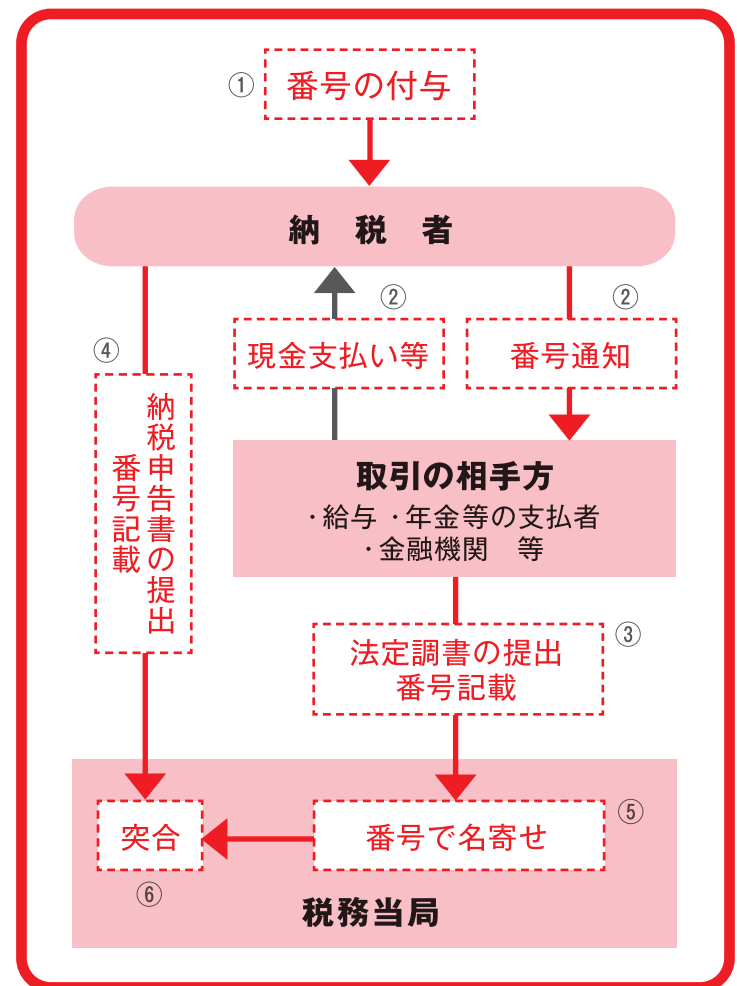 ① 番号の付与
納　税　者
②
②
現金支払い等
番号通知
④
納税申告書の提出
番号記載
取引の相手方
・給与 ・年金等の支払者
・金融機関　等
③
法定調書の提出
番号記載
⑤
突合
番号で名寄せ
⑥
税務当局